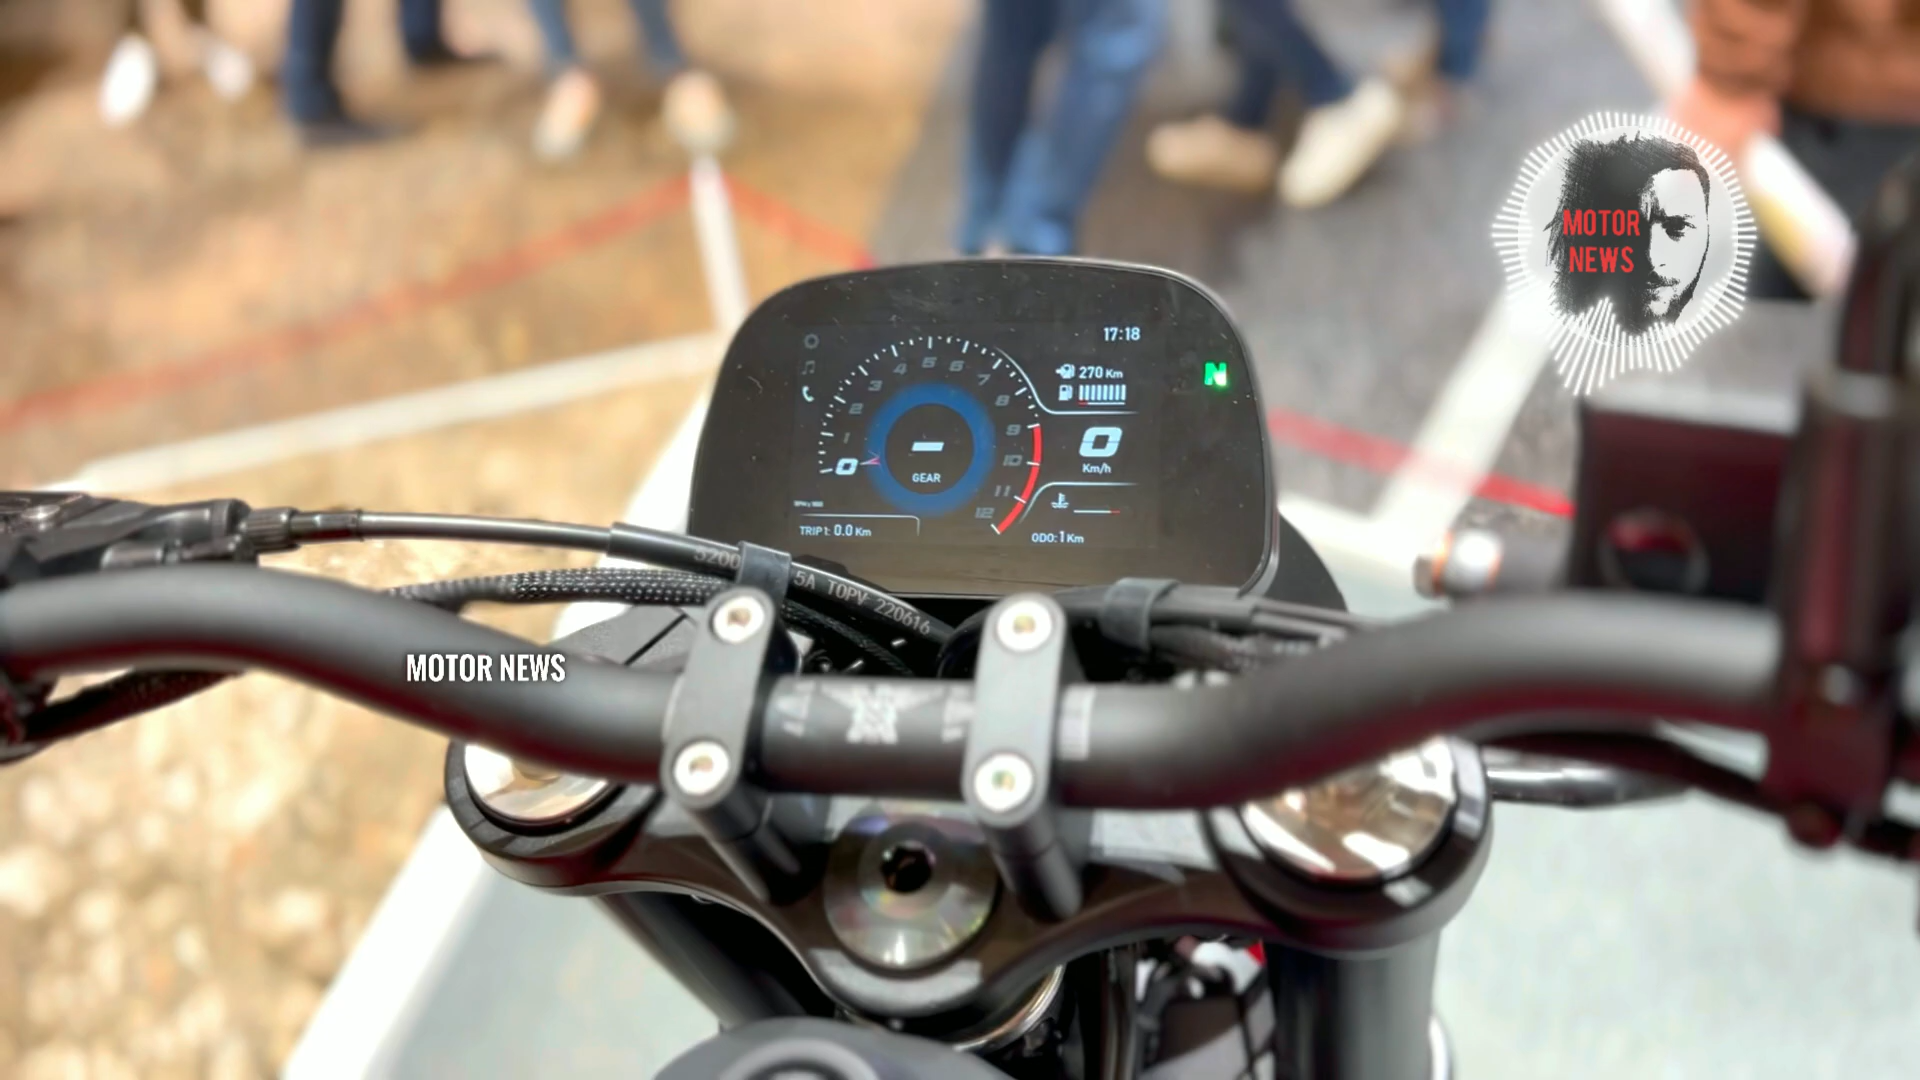 MOTOR
NEWS
17:18
270 Km
0
Km/h
0 1 2 3 4 5 6 7 8 9 10 11 12
-
GEAR
N
TRIP 1: 0.0 Km
ODO: 1 Km
5A TOPV 220616
MOTOR NEWS